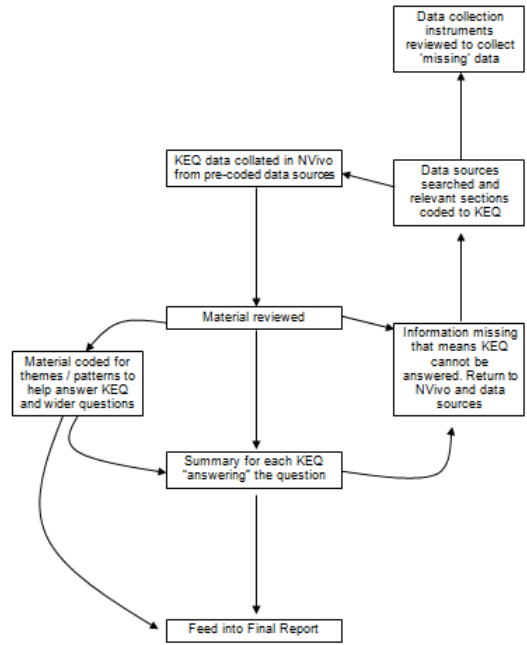 Data collection
instruments
reviewed to collect
'missing' data
KEQ data collated in NVivo
from pre-coded data sources
Data sources
searched and
relevant sections
coded to KEQ
Material reviewed
Information missing
that means KEQ
cannot be
answered. Return to
NVivo and data
sources
Material coded for
themes / patterns to
help answer KEQ
and wider questions
Summary for each KEQ
"answering" the question
Feed into Final Report